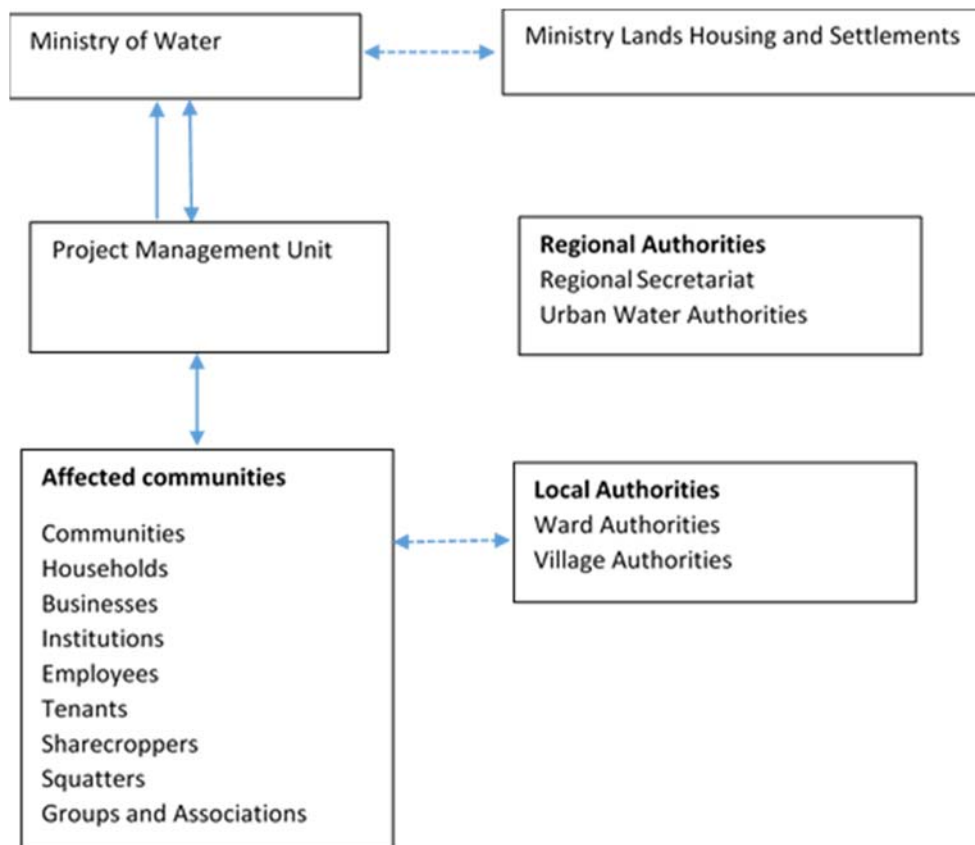 Ministry of Water
Ministry Lands Housing and Settlements
Project Management Unit
Regional Authorities
Regional Secretariat
Urban Water Authorities
Affected communities
Communities
Households
Businesses
Institutions
Employees
Tenants
Sharecroppers
Squatters
Groups and Associations
Local Authorities
Ward Authorities
Village Authorities